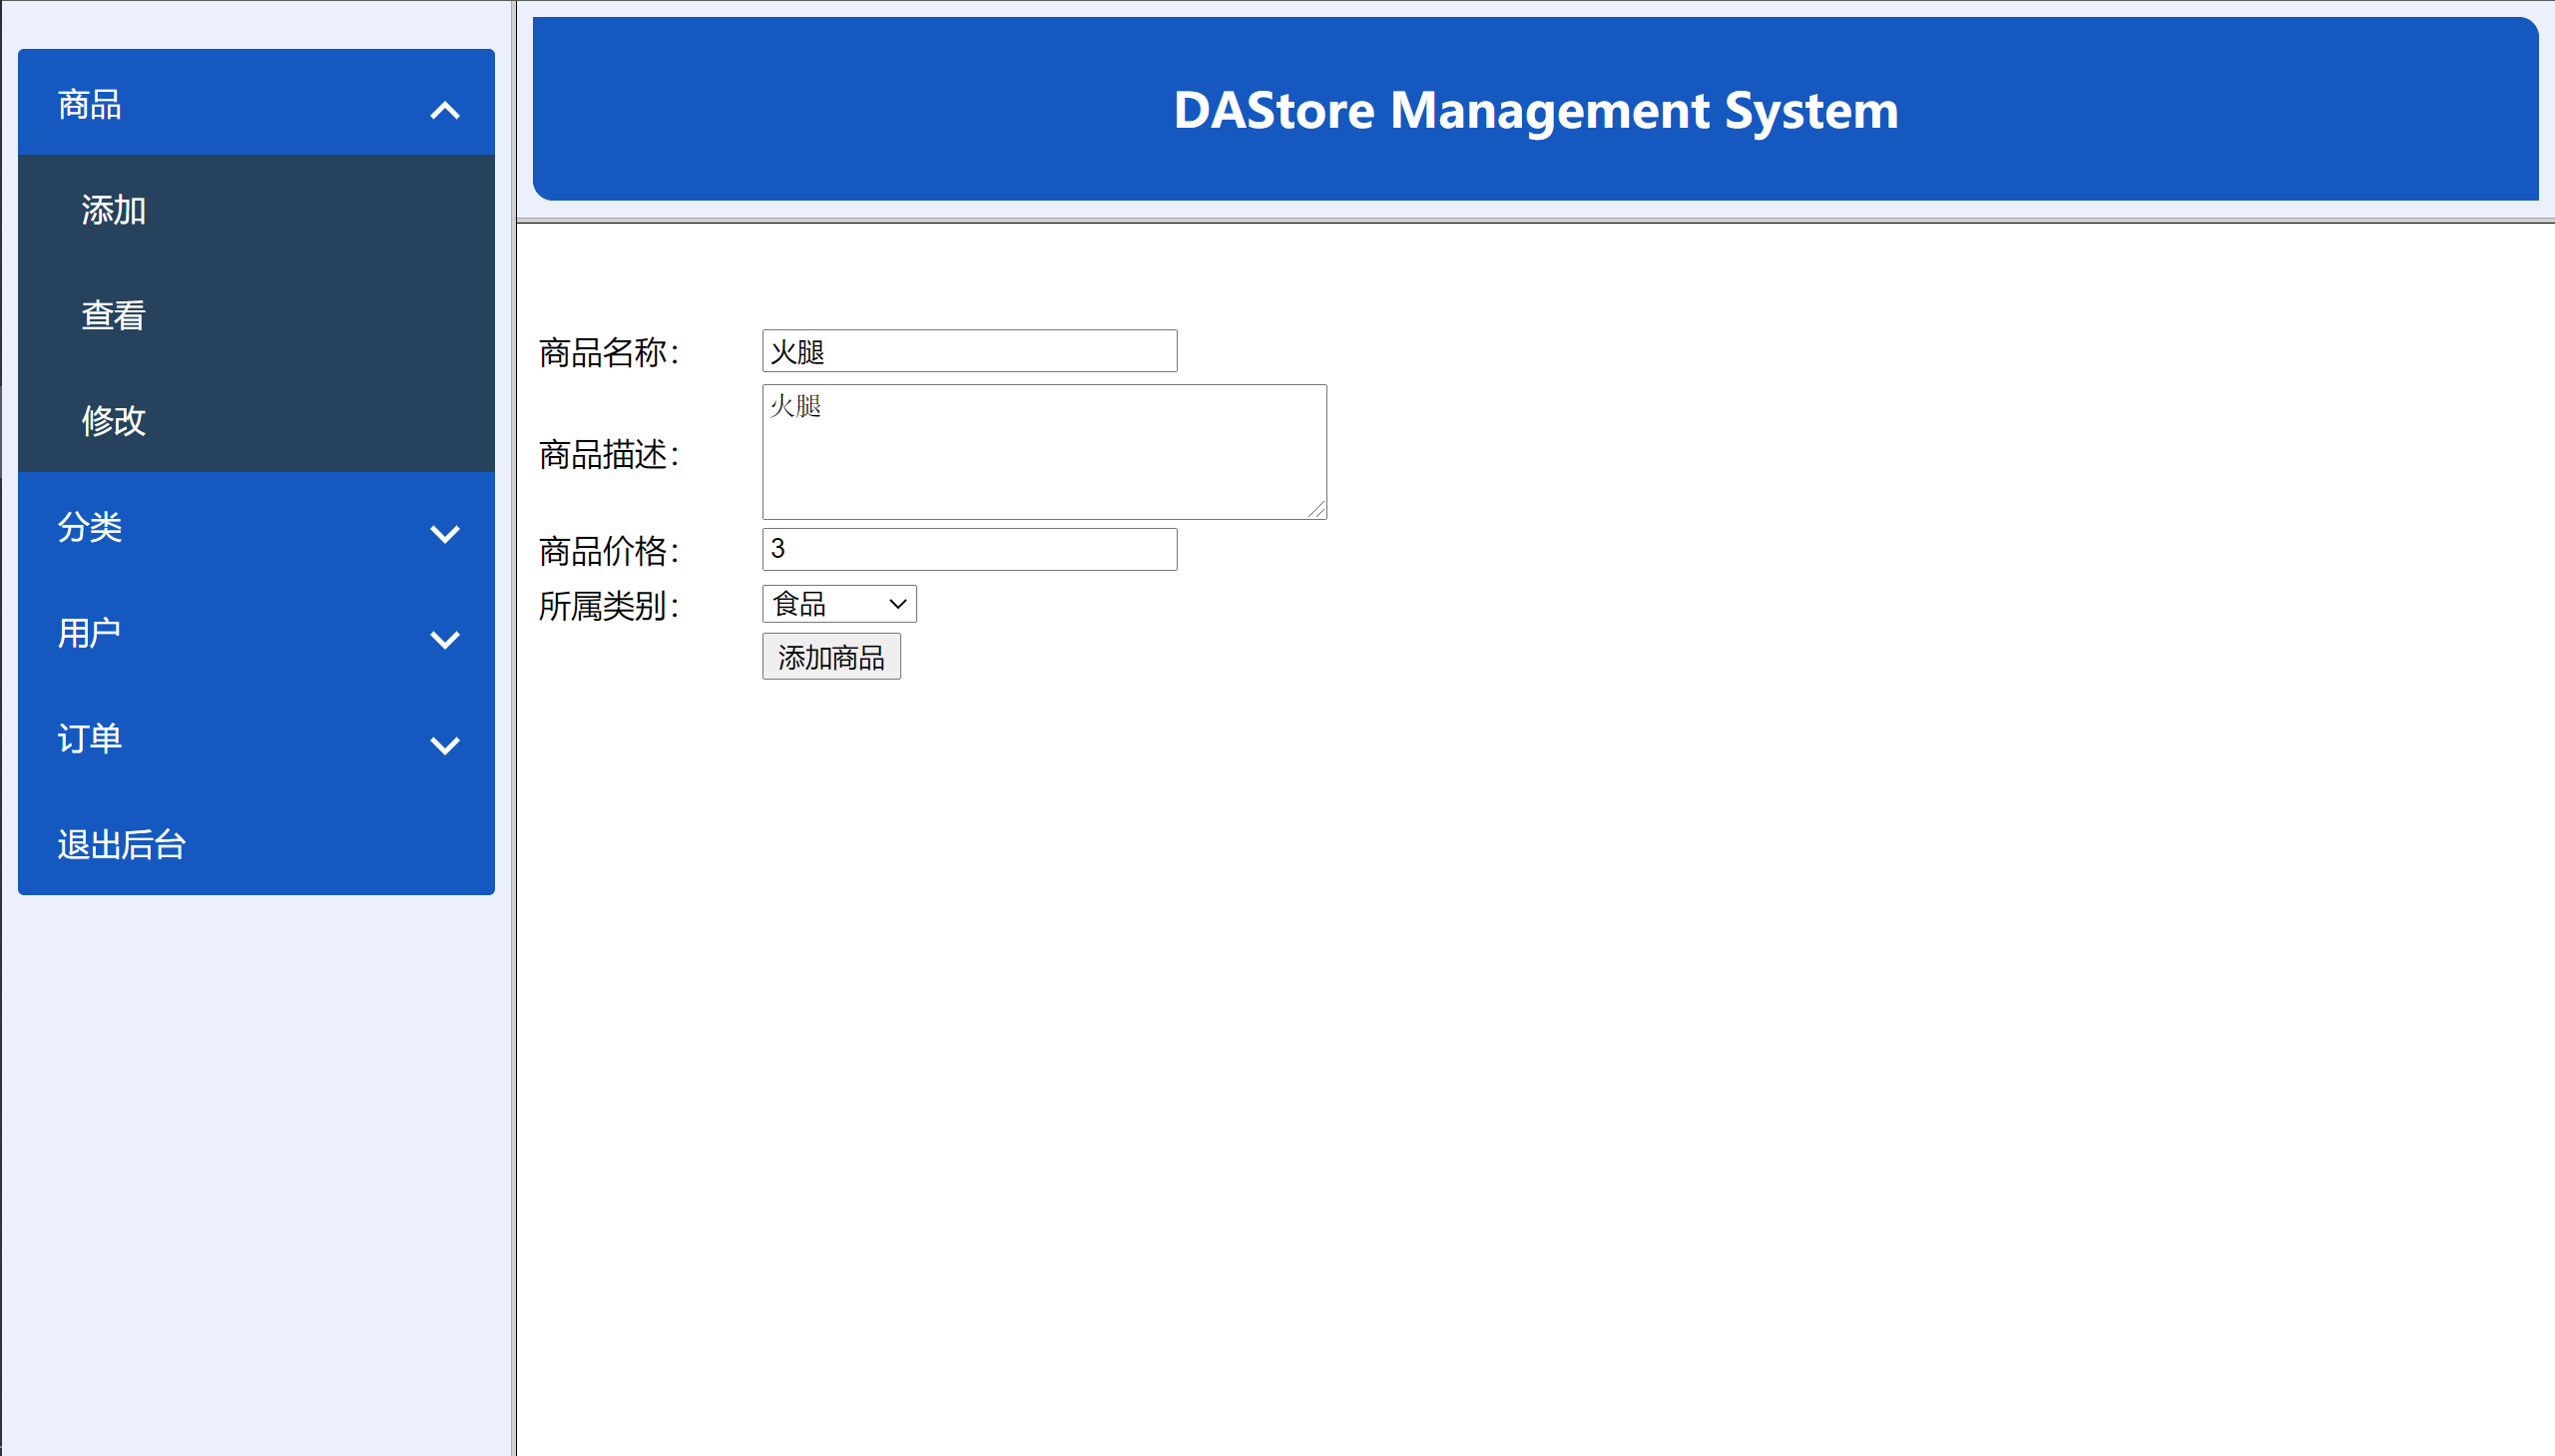 商品
添加
查看
修改
分类
用户
订单
退出后台
DAStore Management System
商品名称： 火腿
商品描述： 火腿
商品价格： 3
所属类别： 食品
添加商品